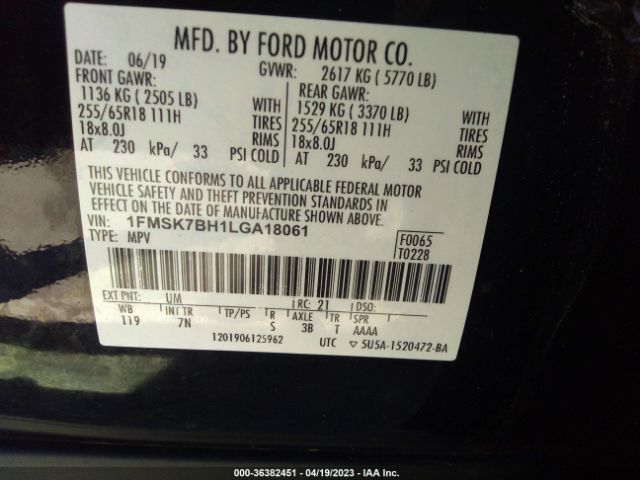 MFD. BY FORD MOTOR CO.
DATE: 06/19 GVWR: 2617 KG (5770 LB)
FRONT GAWR: REAR GAWR:
1136 KG (2505 LB) WITH 1529 KG (3370 LB) WITH
255/65R18 111H TIRES 255/65R18 111H TIRES
18x8.0J RIMS 18x8.0J RIMS
AT 230 kPa/ 33 PSI COLD AT 230 kPa/ 33 PSI COLD
THIS VEHICLE CONFORMS TO ALL APPLICABLE FEDERAL MOTOR
VEHICLE SAFETY AND THEFT PREVENTION STANDARDS IN
EFFECT ON THE DATE OF MANUFACTURE SHOWN ABOVE.
VIN: 1FMSK7BH1LGA18061
TYPE: MPV
F0065
T0228
EXT PNT: UM RC: 21 DSO:
WB INT TR TP/PS R AXLE TR SPR
119 7N S 3B T AAAA
1201906125962 UTC ▽ 5U5A-1520472-BA
000-36382451 - 04/19/2023 - IAA Inc.